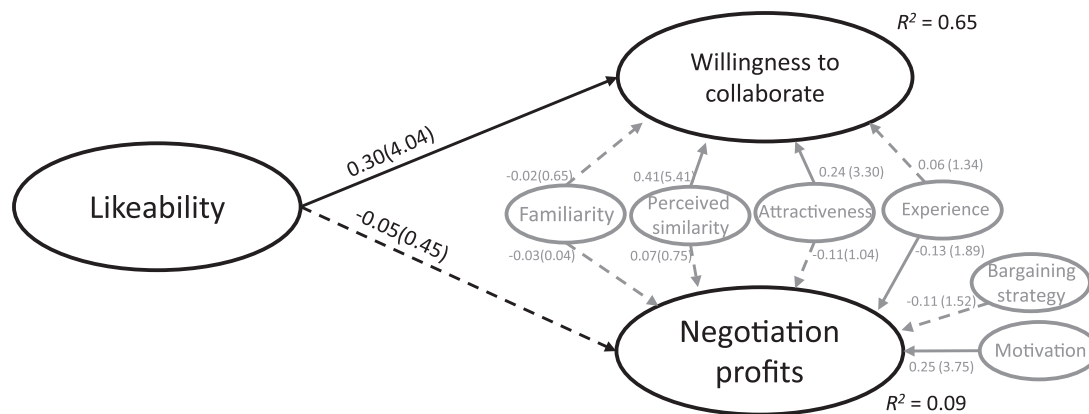 R² = 0.65
Willingness to
collaborate
0.30(4.04)
Likeability
-0.05(0.45)
-0.02(0.65)
0.41(5.41)
0.24 (3.30)
0.06 (1.34)
Familiarity
Perceived
similarity
Attractiveness
Experience
-0.03(0.04)
0.07(0.75)
-0.11(1.04)
-0.13 (1.89)
Bargaining
strategy
-0.11 (1.52)
Negotiation
profits
Motivation
0.25 (3.75)
R² = 0.09